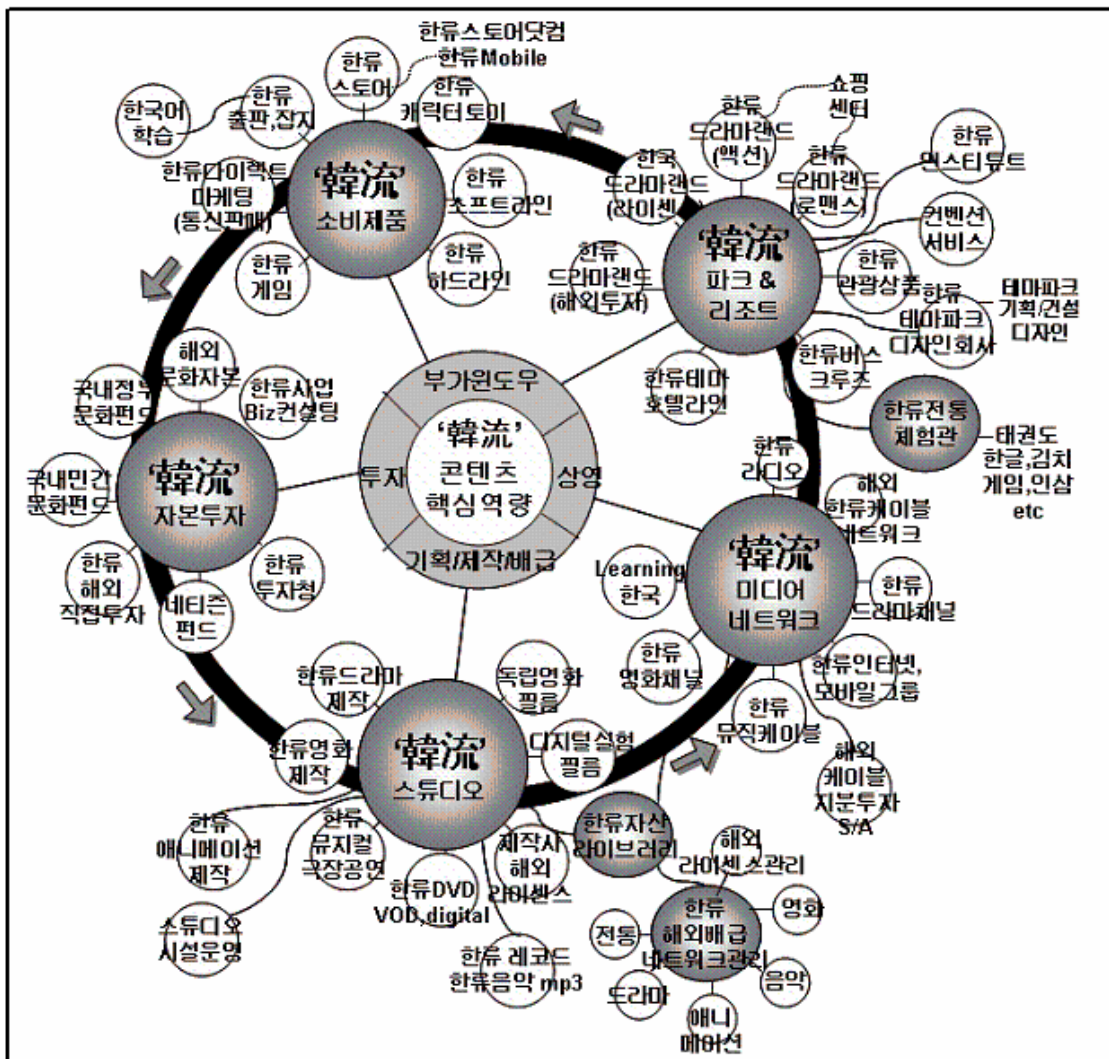 한류스토어닷컴
한류Mobile
한류
스토어
한국어
학습
한류
출판,잡지
한류
캐릭터토이
한류다이렉트
마케팅
(통신판매)
'韓流'
소비제품
한류
소프트라인
한류
게임
한류
하드라인
쇼핑
센터
한류
드라마랜드
(액션)
한국
드라마랜드
(라이센스)
한류
드라마랜드
(로맨스)
한류
인스티튜트
'韓流'
파크 &
리조트
컨벤션
서비스
한류
관광상품
한류
드라마랜드
(해외투자)
한류
테마파크
디자인회사
테마파크
기획/건설
디자인
한류테마
호텔라인
한류버스
크루즈
한류전통
체험관
태권도
한글,김치
게임,인삼
etc
부가윈도우
투자
상영
기획/제작/배급
'韓流'
콘텐츠
핵심역량
해외
문화자본
국내정부
문화펀드
한류사업
Biz컨설팅
'韓流'
자본투자
국내민간
문화펀드
한류
해외
직접투자
네티즌
펀드
한류
투자청
한류
라디오
해외
한류케이블
네트워크
'韓流'
미디어
네트워크
Learning
한국
한류
드라마채널
한류
영화채널
한류인터넷,
모바일그룹
한류
뮤직케이블
해외
케이블
지분투자
S/A
한류드라마
제작
독립영화
필름
'韓流'
스튜디오
한류영화
제작
디지털실험
필름
한류
애니메이션
제작
한류
뮤지컬
극장공연
한류DVD
VOD,digital
제작사
해외
라이센스
스튜디오
시설운영
한류 레코드
한류음악 mp3
한류자산
라이브러리
해외
라이센스관리
한류
해외배급
네트워크관리
영화
전통
음악
드라마
애니
메이션